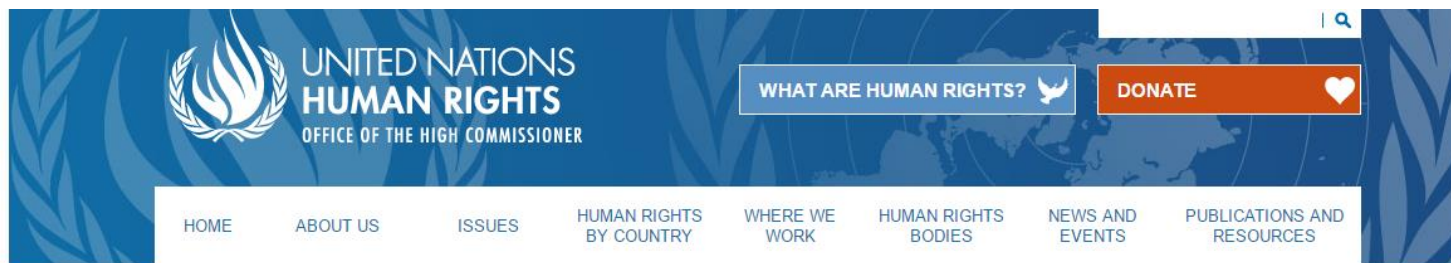 UNITED NATIONS
HUMAN RIGHTS
OFFICE OF THE HIGH COMMISSIONER
WHAT ARE HUMAN RIGHTS?
DONATE
HOME
ABOUT US
ISSUES
HUMAN RIGHTS
BY COUNTRY
WHERE WE
WORK
HUMAN RIGHTS
BODIES
NEWS AND
EVENTS
PUBLICATIONS AND
RESOURCES